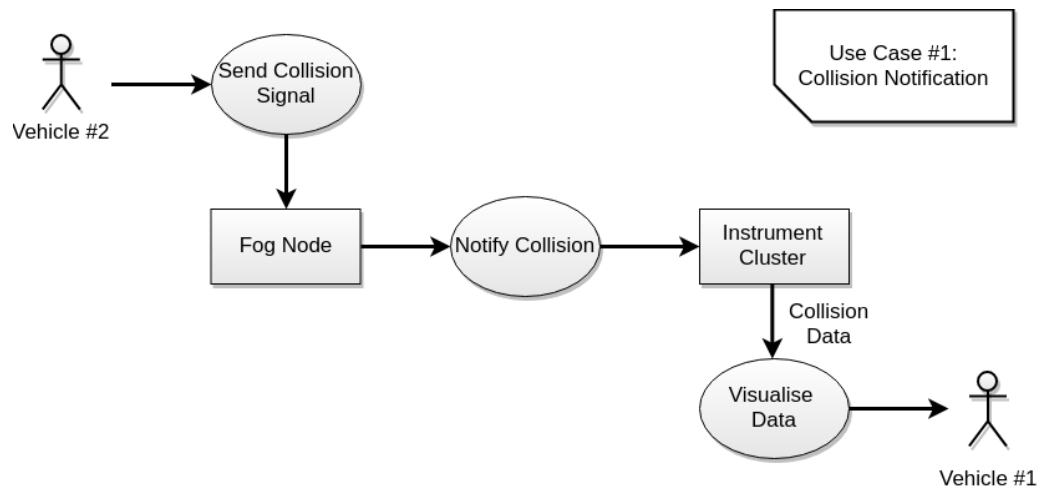 Use Case #1:
Collision Notification
Vehicle #2
Send Collision
Signal
Fog Node
Notify Collision
Instrument
Cluster
Collision
Data
Visualise
Data
Vehicle #1